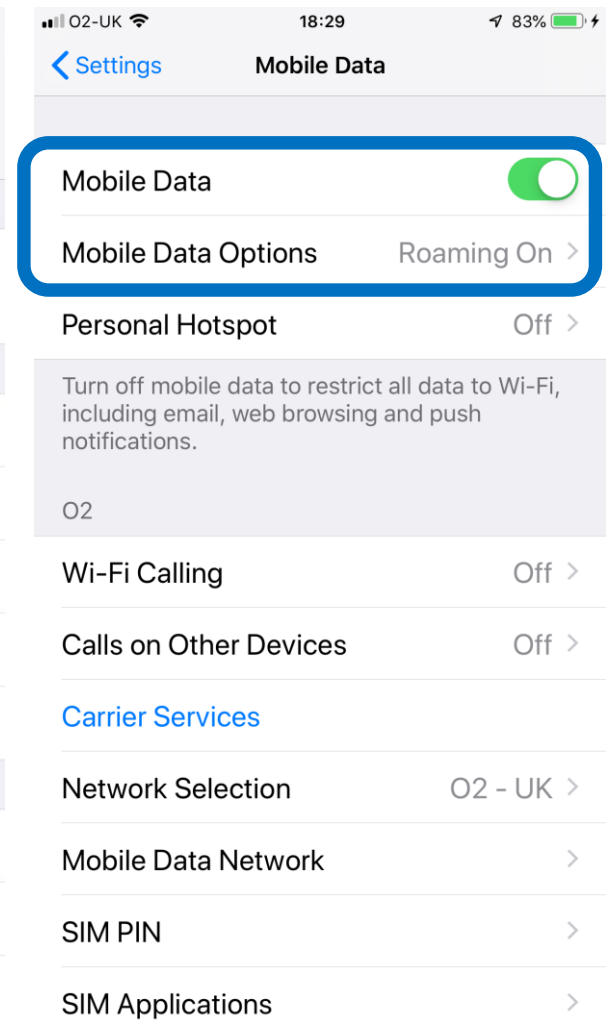 O2-UK 18:29 83%
Settings Mobile Data
Mobile Data
Mobile Data Options Roaming On
Personal Hotspot Off
Turn off mobile data to restrict all data to Wi-Fi,
including email, web browsing and push
notifications.
O2
Wi-Fi Calling Off
Calls on Other Devices Off
Carrier Services
Network Selection O2 - UK
Mobile Data Network
SIM PIN
SIM Applications